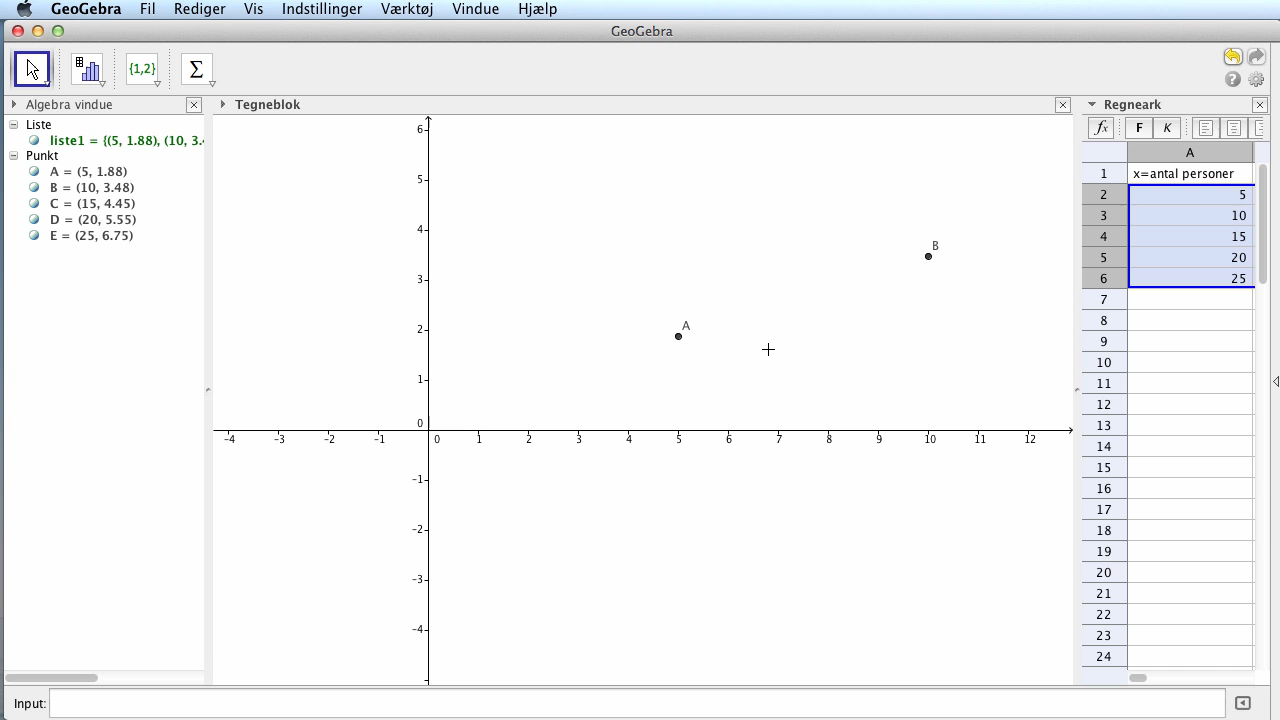 GeoGebra Fil Rediger Vis Indstillinger Værktøj Vindue Hjælp
GeoGebra
{1,2} Σ
Algebra vindue
Tegneblok
Regneark
Liste
liste1 = {(5, 1.88), (10, 3.4
Punkt
A = (5, 1.88)
B = (10, 3.48)
C = (15, 4.45)
D = (20, 5.55)
E = (25, 6.75)
6
5
4
3
2
1
0
-1
-2
-3
-4
-4 -3 -2 -1 0 1 2 3 4 5 6 7 8 9 10 11 12
A
B
fx F K
A
1 x=antal personer
2 5
3 10
4 15
5 20
6 25
7
8
9
10
11
12
13
14
15
16
17
18
19
20
21
22
23
24
Input: